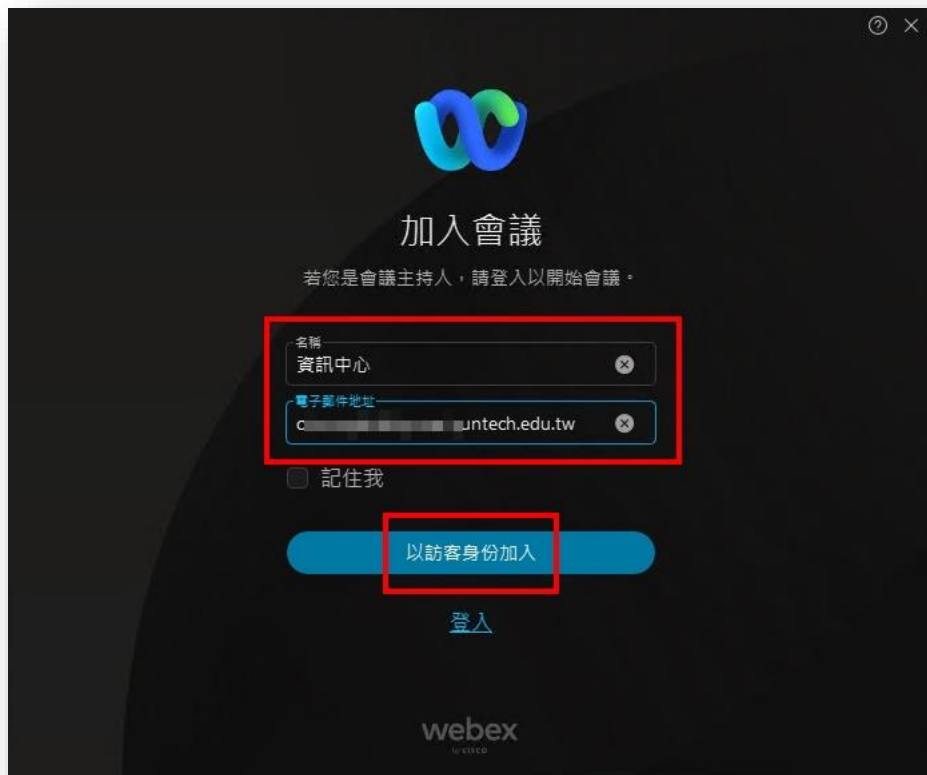 加入會議
若您是會議主持人，請登入以開始會議。
名稱
資訊中心
電子郵件地址
untech.edu.tw
記住我
以訪客身份加入
登入
webex
by CISCO